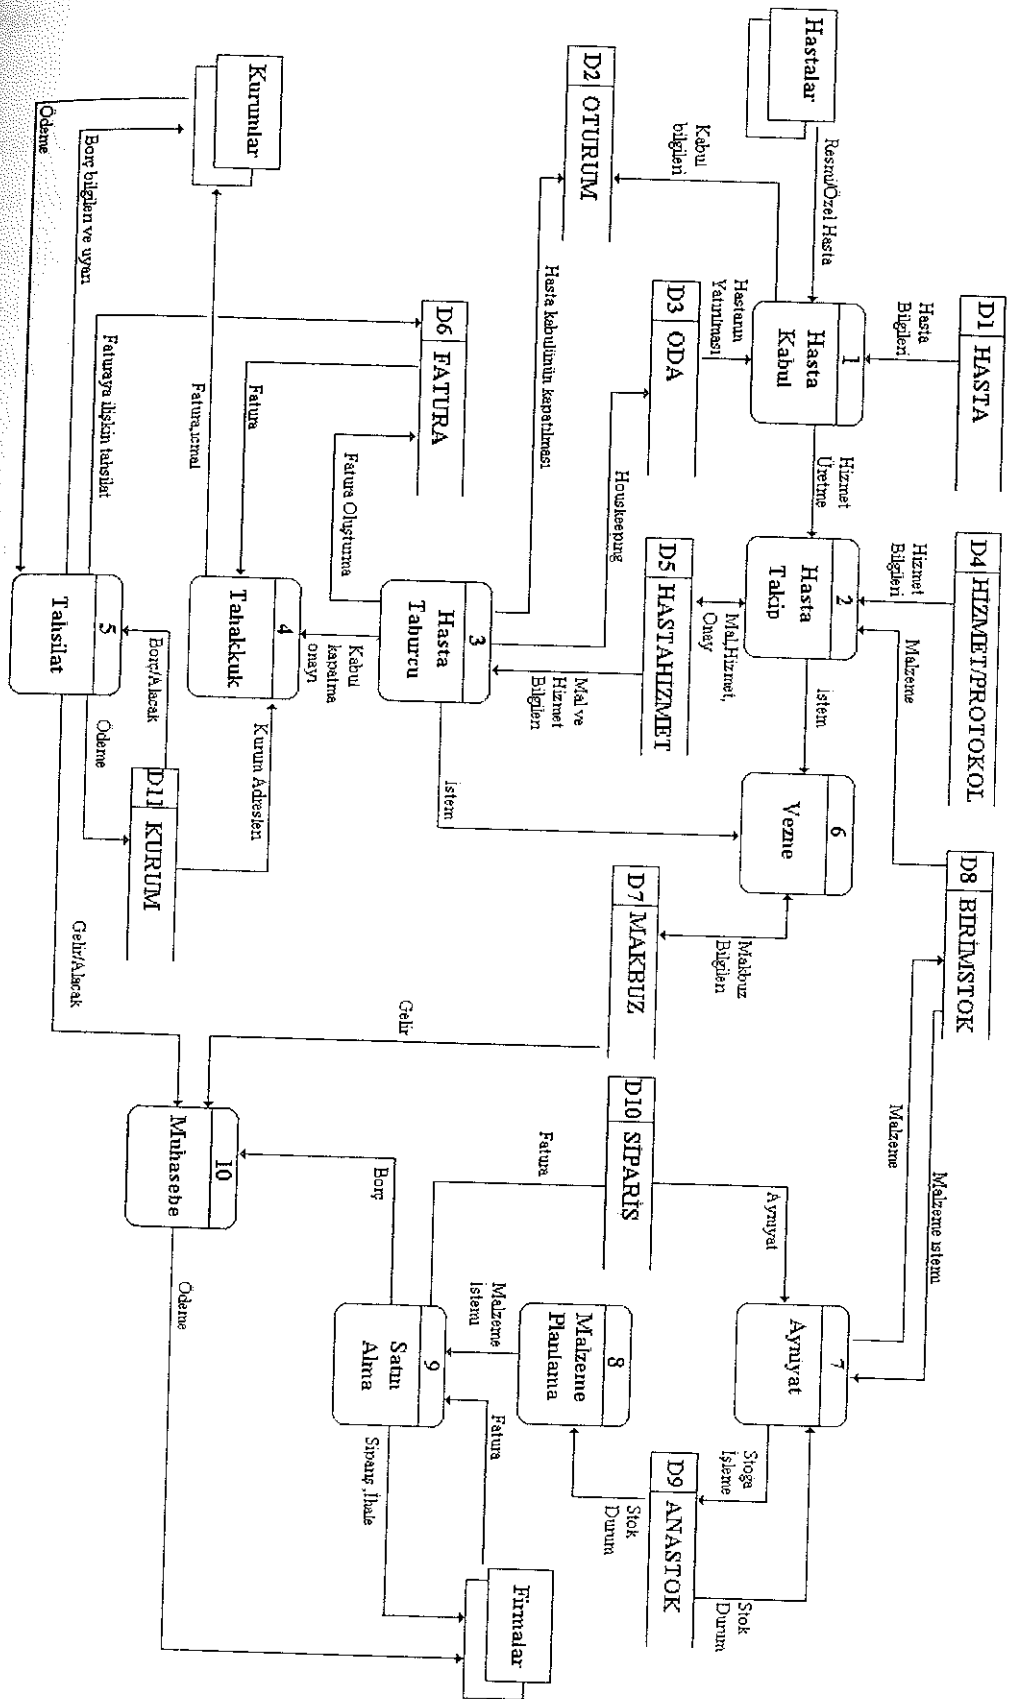 Hastalar
Resmi/Özel Hasta
D1 HASTA
Hasta
Bilgileri
1
Hasta
Kabul
Kabul
bilgileri
D2 OTURUM
Hastanın
Yatırılması
D3 ODA
Hizmet
Üretme
D4 HİZMET/PROTOKOL
Hizmet
Bilgileri
2
Hasta
Takip
Malzeme
Mal,Hizmet,
Onay
D5 HASTAHİZMET
İstem
Mal ve
Hizmet
Bilgileri
3
Hasta
Taburcu
Houskeeping
Hasta kabulünün kapatılması
Fatura Oluşturma
D6 FATURA
Fatura
Kabul
kapatma
onayı
İstem
4
Tahakkuk
Fatura,icmal
Kurumlar
Ödeme
Borç bilgileri ve uyarı
Faturaya ilişkin tahsilat
5
Tahsilat
Borç/Alacak
Ödeme
Kurum Adresleri
D11 KURUM
Gelir/Alacak
6
Vezne
Makbuz
Bilgileri
D7 MAKBUZ
Gelir
D8 BİRİMSTOK
Malzeme
Malzeme istemi
7
Ayniyat
Ayniyat
D10 SİPARİŞ
Fatura
Stoğa
İşleme
D9 ANASTOK
Stok
Durum
Stok
Durum
8
Malzeme
Planlama
Malzeme
İstemi
9
Satın
Alma
Borç
Fatura
Sipariş ,İhale
10
Muhasebe
Ödeme
Firmalar